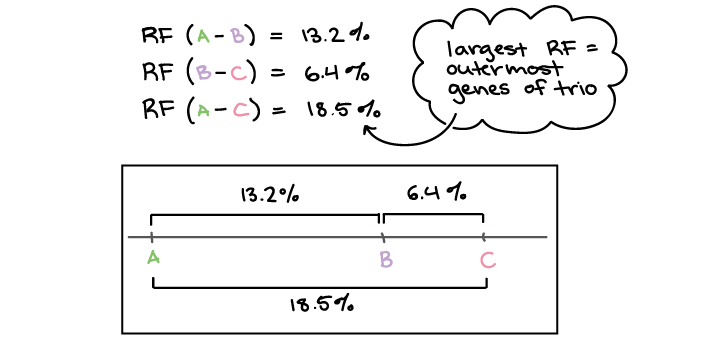 RF (A-B) = 13.2%
RF (B-C) = 6.4%
RF (A-C) = 18.5%
largest RF =
outermost
genes of trio
13.2% 6.4%
A B C
18.5%